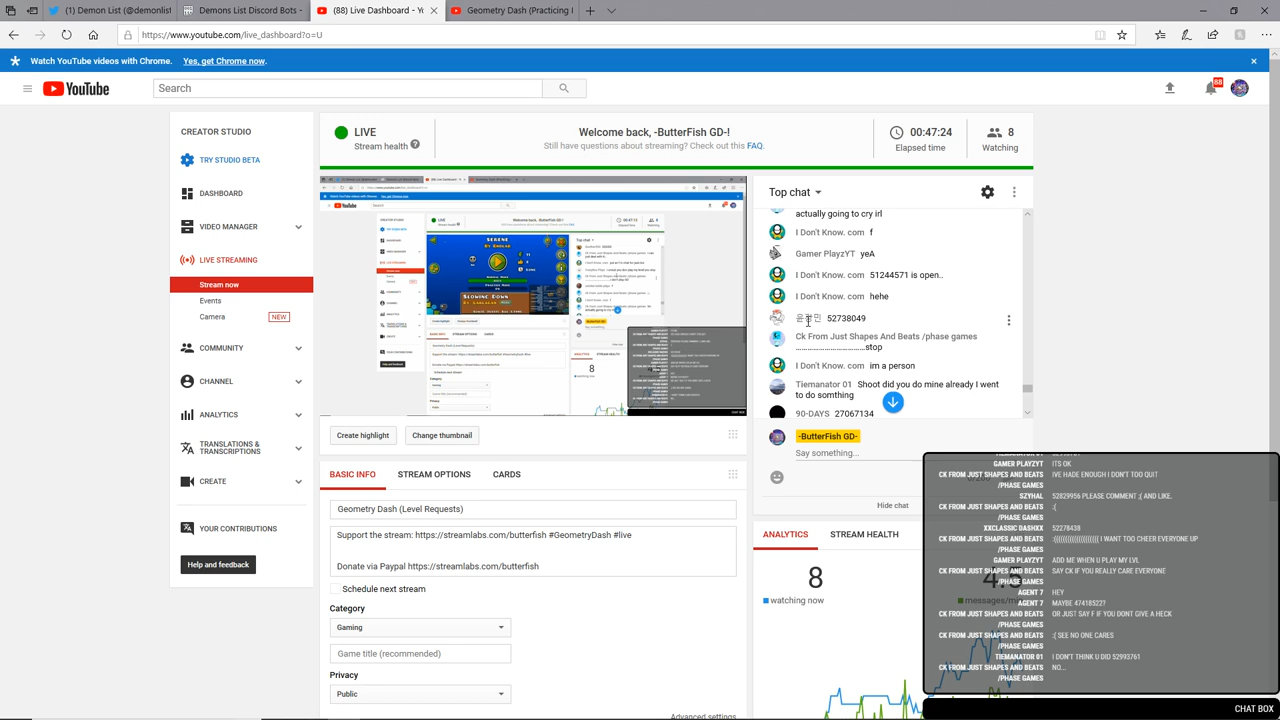 (1) Demon List (@demonlist
Demons List Discord Bots -
(88) Live Dashboard - Yo
Geometry Dash (Practicing I
https://www.youtube.com/live_dashboard?o=U
Watch YouTube videos with Chrome. Yes, get Chrome now.
YouTube
Search
88
CREATOR STUDIO
TRY STUDIO BETA
DASHBOARD
VIDEO MANAGER
LIVE STREAMING
Stream now
Events
Camera
NEW
COMMUNITY
CHANNEL
ANALYTICS
TRANSLATIONS &
TRANSCRIPTIONS
CREATE
YOUR CONTRIBUTIONS
Help and feedback
LIVE
Stream health
Welcome back, -ButterFish GD-!
Still have questions about streaming? Check out this FAQ.
00:47:24
Elapsed time
8
Watching
SERENE
SLOWING DOWN
8
CHAT BOX
Create highlight
Change thumbnail
BASIC INFO
STREAM OPTIONS
CARDS
Geometry Dash (Level Requests)
Support the stream: https://streamlabs.com/butterfish #GeometryDash #live
Donate via Paypal https://streamlabs.com/butterfish
Schedule next stream
Category
Gaming
Game title (recommended)
Privacy
Public
Advanced settings
Top chat
actually going to cry irl
I Don't Know. com f
Gamer PlayzYT yeA
I Don't Know. com 51244571 is open..
I Don't Know. com hehe
52738049
Ck From Just Shapes And Beats /phase games
............................stop
I Don't Know. com im a person
Tiemanator 01 Shoot did you do mine already I went
to do somthing
90-DAYS 27067134
-ButterFish GD-
Say something...
Hide chat
ANALYTICS
STREAM HEALTH
8
watching now
4.5
messages/min
TIEMANATOR 01
GAMER PLAYZYT ITS OK
CK FROM JUST SHAPES AND BEATS IVE HADE ENOUGH I DON'T TOO QUIT
/PHASE GAMES
SZYHAL 52829956 PLEASE COMMENT ;( AND LIKE.
CK FROM JUST SHAPES AND BEATS :(
/PHASE GAMES
XXCLASSIC DASHXX 52278438
CK FROM JUST SHAPES AND BEATS :(((((((((((((((((((( I WANT TOO CHEER EVERYONE UP
/PHASE GAMES
GAMER PLAYZYT ADD ME WHEN U PLAY MY LVL
CK FROM JUST SHAPES AND BEATS SAY CK IF YOU REALLY CARE EVERYONE
/PHASE GAMES
AGENT 7 HEY
AGENT 7 MAYBE 47418522?
CK FROM JUST SHAPES AND BEATS OR JUST SAY F IF YOU DONT GIVE A HECK
/PHASE GAMES
CK FROM JUST SHAPES AND BEATS :( SEE NO ONE CARES
/PHASE GAMES
TIEMANATOR 01 I DON'T THINK U DID 52993761
CK FROM JUST SHAPES AND BEATS NO...
/PHASE GAMES
CHAT BOX